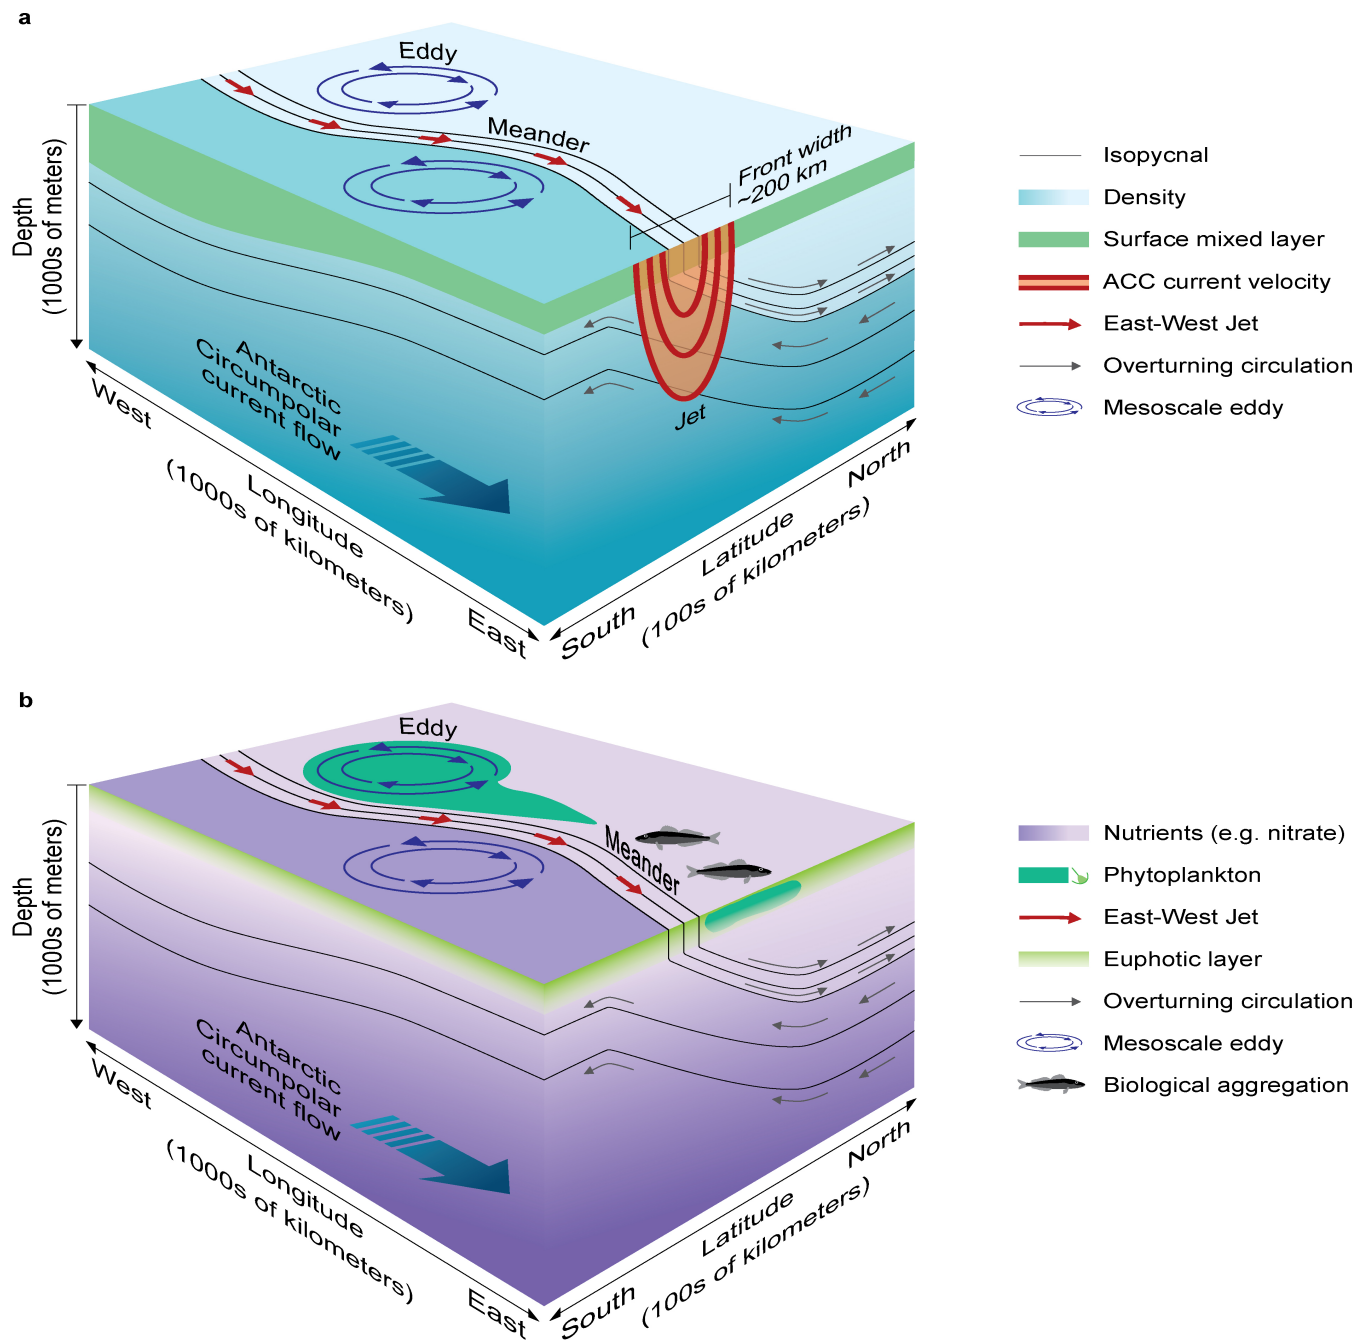 a
Eddy
Meander
Front width
~200 km
Depth
(1000s of meters)
Antarctic
Circumpolar
current flow
Jet
West
Longitude
(1000s of kilometers)
East
South
Latitude
(100s of kilometers)
North
Isopycnal
Density
Surface mixed layer
ACC current velocity
East-West Jet
Overturning circulation
Mesoscale eddy
b
Eddy
Meander
Depth
(1000s of meters)
Antarctic
Circumpolar
current flow
West
Longitude
(1000s of kilometers)
East
South
Latitude
(100s of kilometers)
North
Nutrients (e.g. nitrate)
Phytoplankton
East-West Jet
Euphotic layer
Overturning circulation
Mesoscale eddy
Biological aggregation